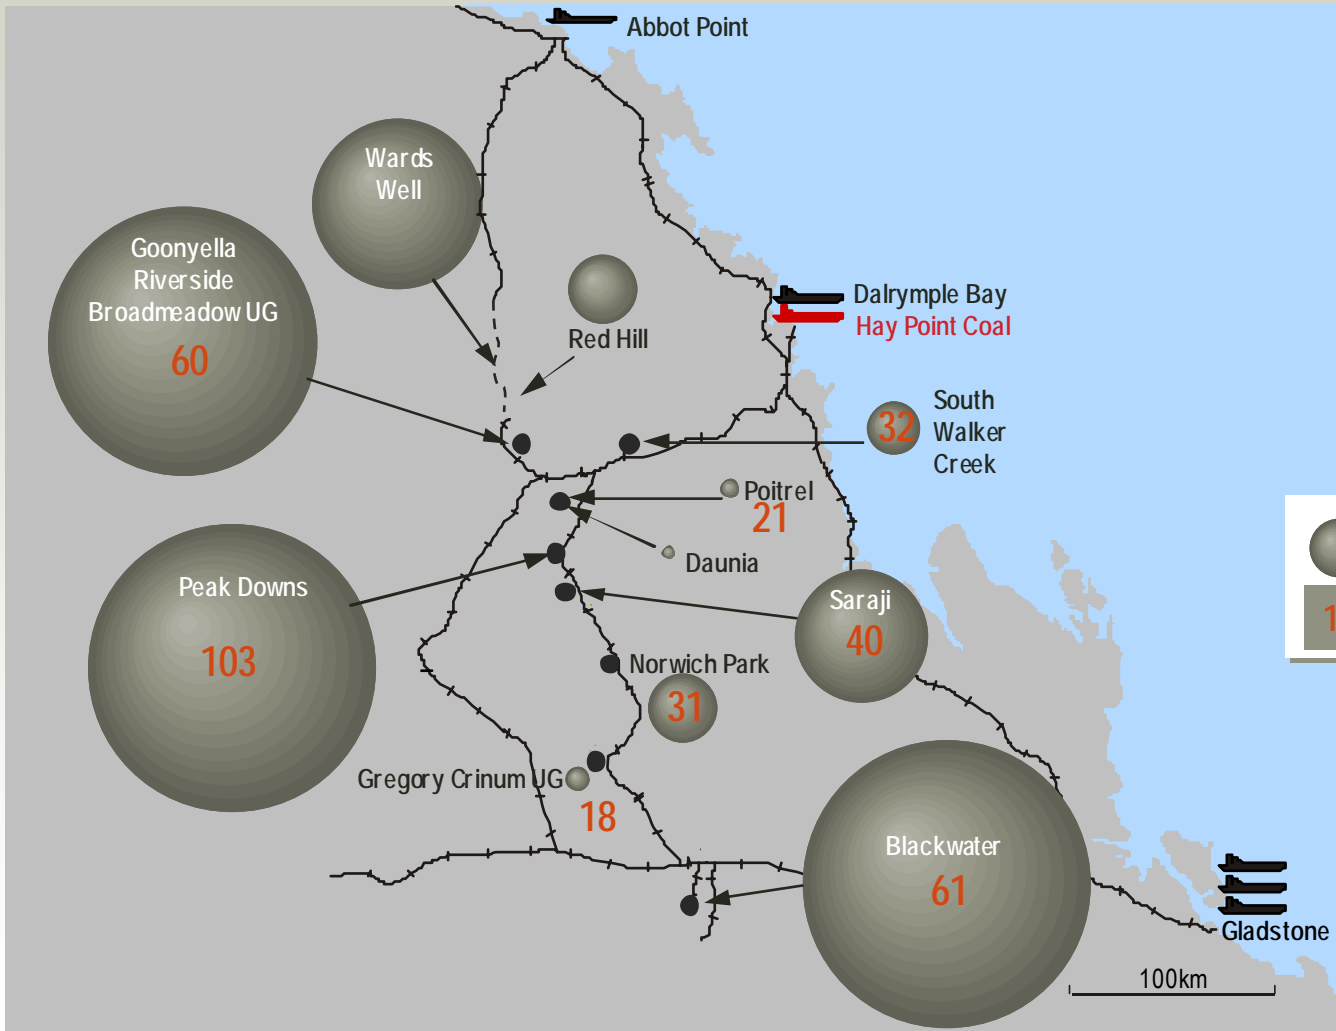 Abbot Point
Wards
Well
Goonyella
Riverside
Broadmeadow UG
60
Red Hill
Dalrymple Bay
Hay Point Coal
32
South
Walker
Creek
Poitrel
21
Daunia
Peak Downs
103
Saraji
40
Norwich Park
31
Gregory Crinum UG
18
Blackwater
61
Gladstone
100km